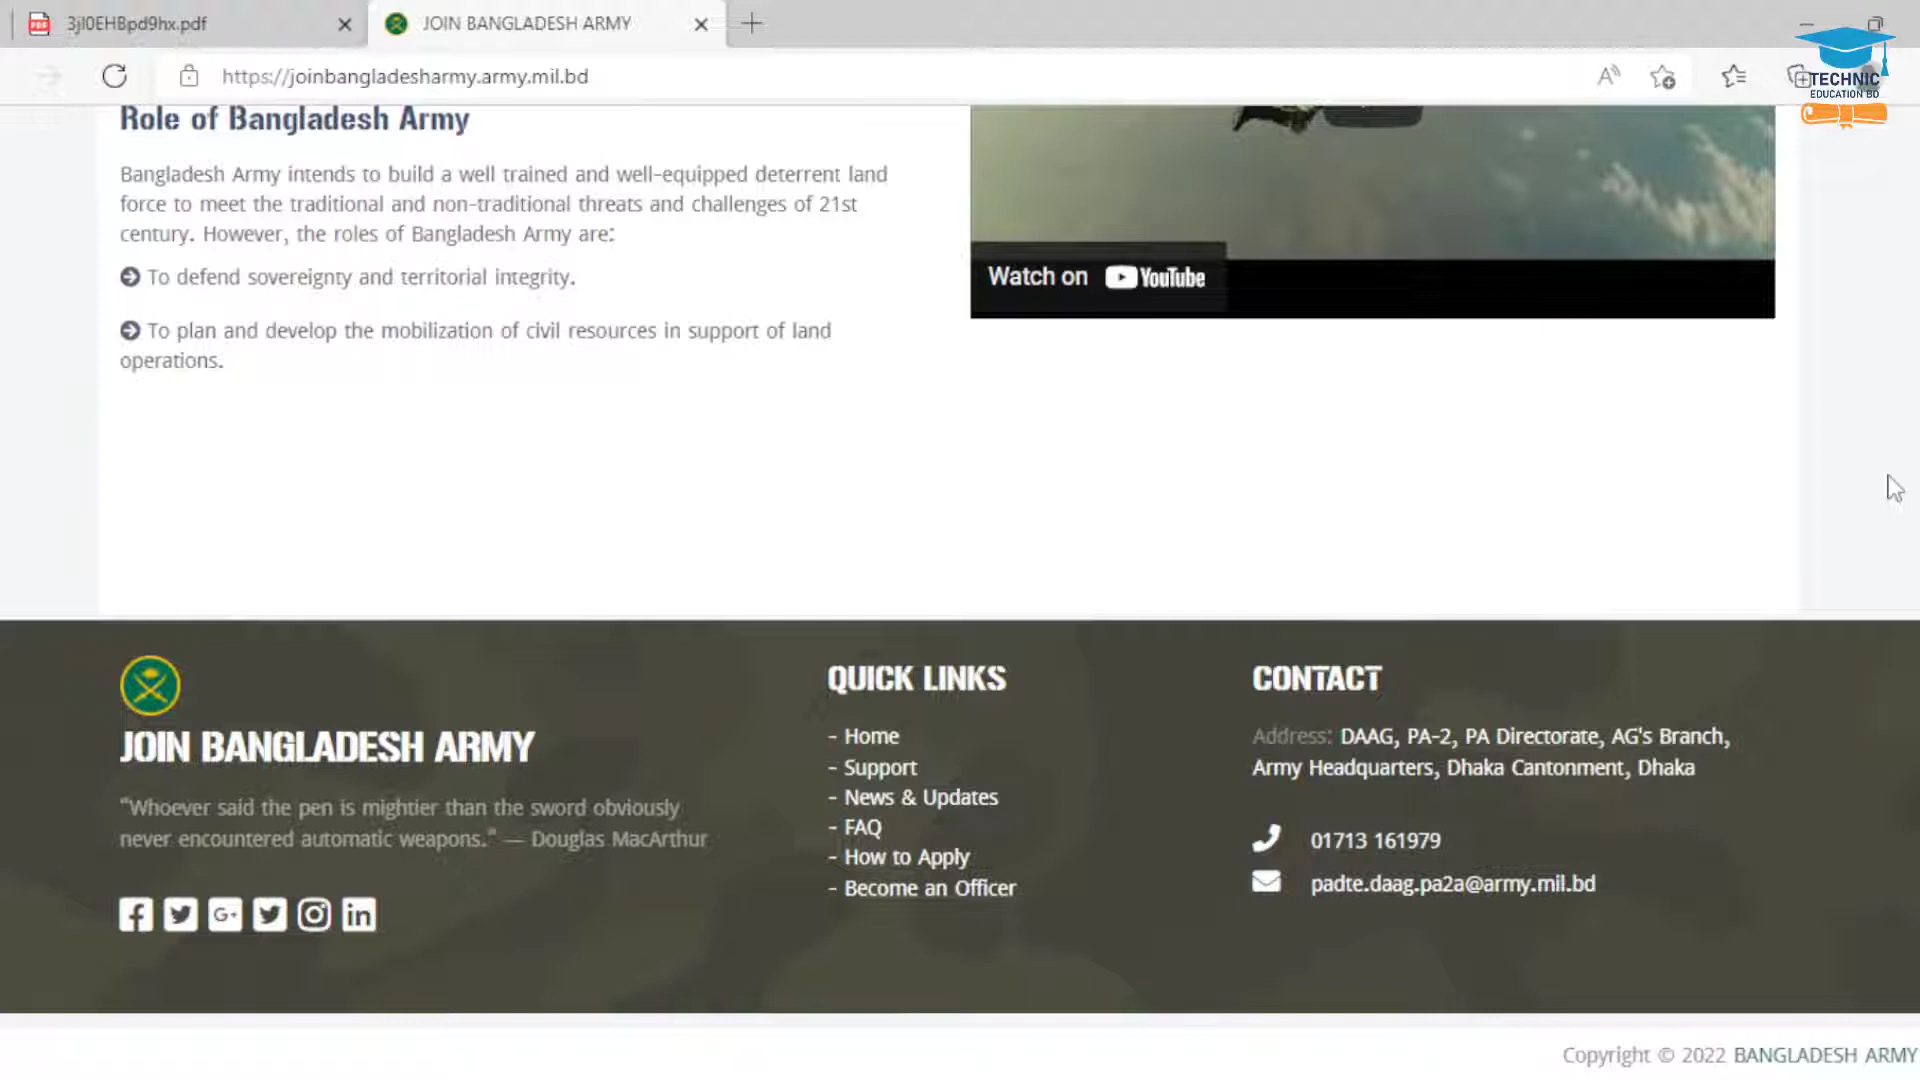 3jl0EHBpd9hx.pdf
JOIN BANGLADESH ARMY
https://joinbangladesharmy.army.mil.bd
TECHNIC
EDUCATION BD
Role of Bangladesh Army
Bangladesh Army intends to build a well trained and well-equipped deterrent land
force to meet the traditional and non-traditional threats and challenges of 21st
century. However, the roles of Bangladesh Army are:
To defend sovereignty and territorial integrity.
To plan and develop the mobilization of civil resources in support of land
operations.
Watch on YouTube
JOIN BANGLADESH ARMY
"Whoever said the pen is mightier than the sword obviously
never encountered automatic weapons." — Douglas MacArthur
QUICK LINKS
- Home
- Support
- News & Updates
- FAQ
- How to Apply
- Become an Officer
CONTACT
Address: DAAG, PA-2, PA Directorate, AG's Branch,
Army Headquarters, Dhaka Cantonment, Dhaka
01713 161979
padte.daag.pa2a@army.mil.bd
Copyright © 2022 BANGLADESH ARMY